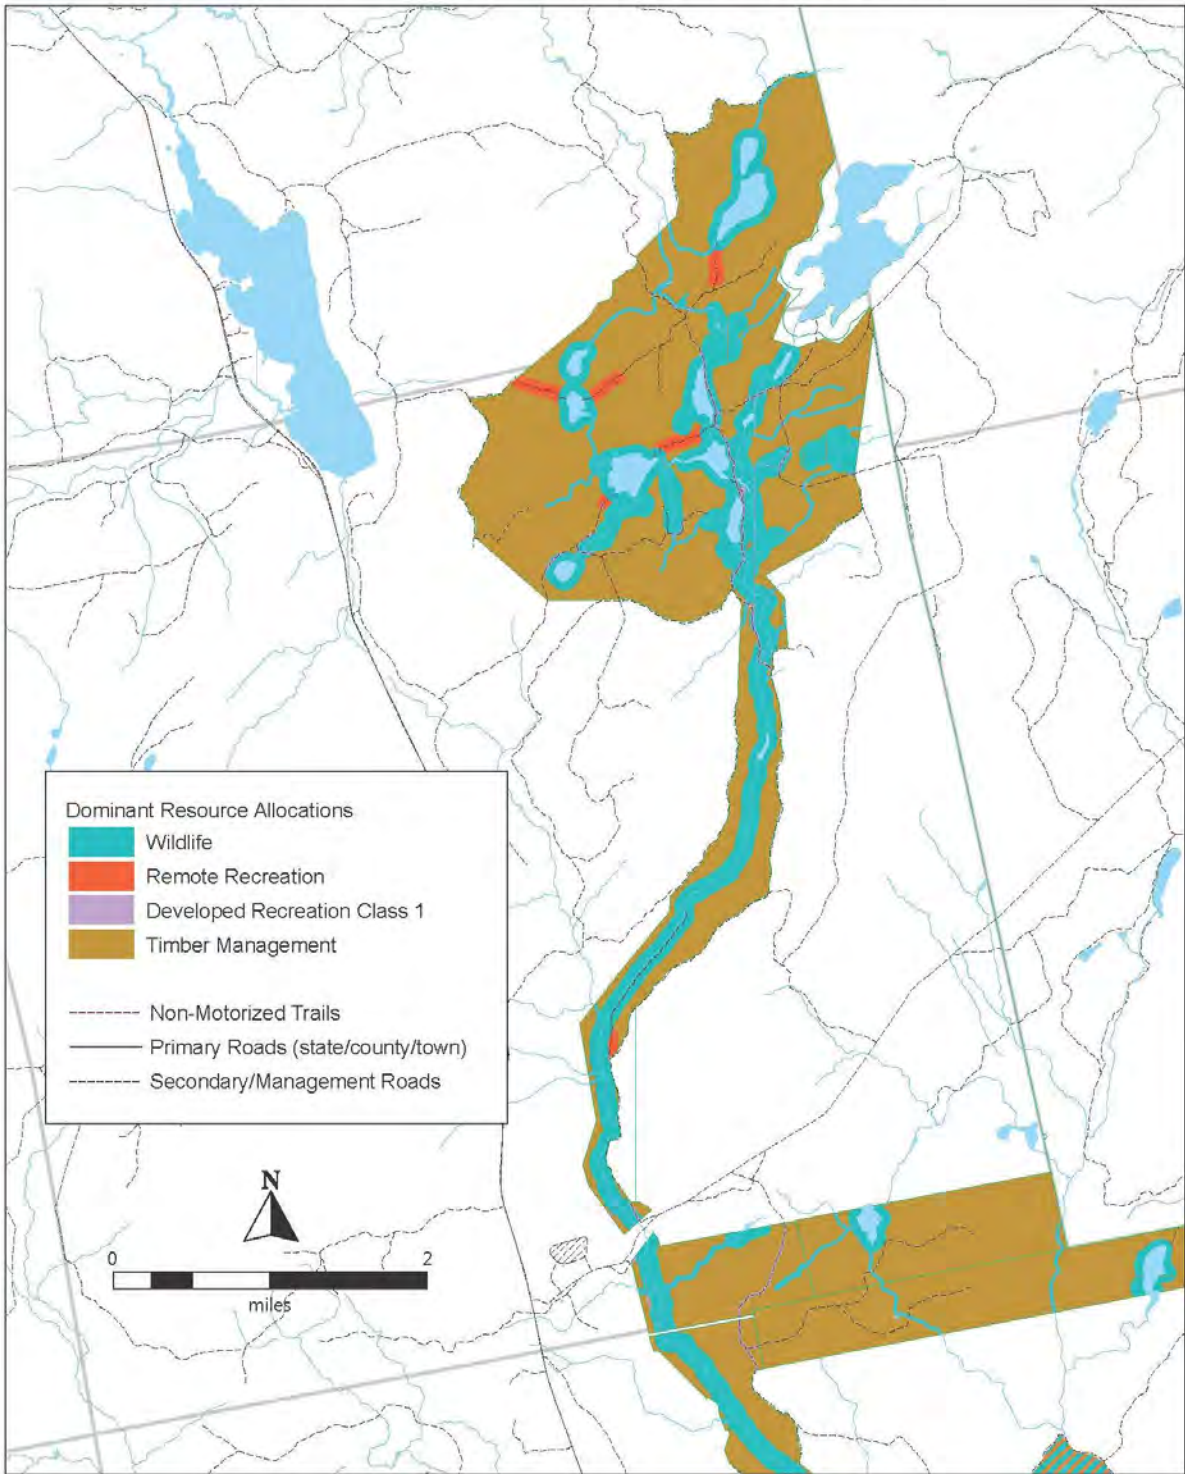 Dominant Resource Allocations
Wildlife
Remote Recreation
Developed Recreation Class 1
Timber Management
Non-Motorized Trails
Primary Roads (state/county/town)
Secondary/Management Roads
N
0 2
miles